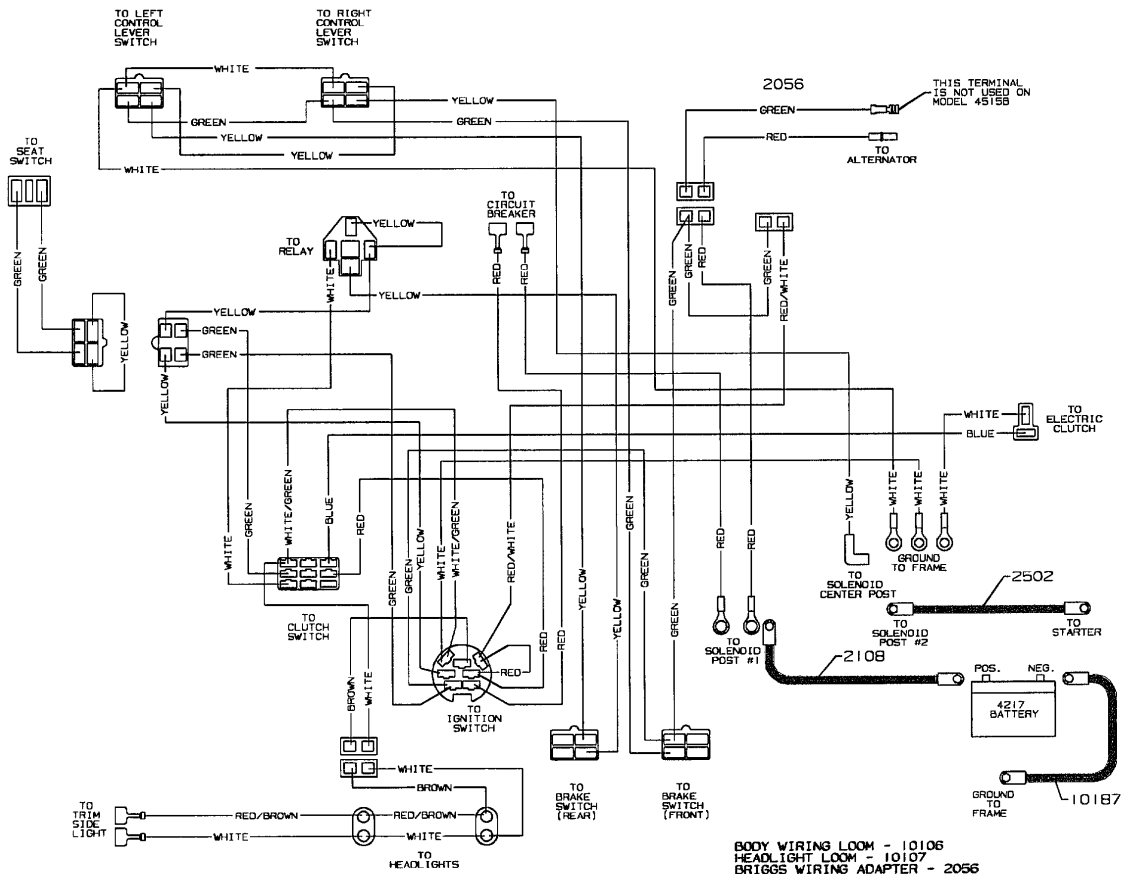 TO LEFT
CONTROL
LEVER
SWITCH
TO RIGHT
CONTROL
LEVER
SWITCH
WHITE
YELLOW
GREEN
GREEN
YELLOW
YELLOW
WHITE
2056
GREEN
THIS TERMINAL
IS NOT USED ON
MODEL 4515B
RED
TO
ALTERNATOR
TO
SEAT
SWITCH
GREEN
GREEN
YELLOW
TO
RELAY
YELLOW
WHITE
YELLOW
YELLOW
TO
CIRCUIT
BREAKER
RED
RED
GREEN
GREEN
RED
GREEN
RED/WHITE
GREEN
GREEN
YELLOW
WHITE
BLUE
TO
ELECTRIC
CLUTCH
WHITE
GREEN
WHITE/GREEN
BLUE
RED
YELLOW
GREEN
GREEN
WHITE
WHITE/GREEN
RED/WHITE
RED
RED
YELLOW
YELLOW
GREEN
GREEN
GREEN
RED
RED
YELLOW
WHITE
WHITE
WHITE
GROUND
TO FRAME
TO
SOLENOID
CENTER POST
TO
CLUTCH
SWITCH
2502
TO
SOLENOID
POST #2
TO
STARTER
TO
SOLENOID
POST #1
2108
POS.
NEG.
4217
BATTERY
BROWN
WHITE
RED
TO
IGNITION
SWITCH
WHITE
BROWN
TO
BRAKE
SWITCH
(REAR)
TO
BRAKE
SWITCH
(FRONT)
GROUND
TO
FRAME
10187
TO
TRIM
SIDE
LIGHT
RED/BROWN
RED/BROWN
WHITE
WHITE
TO
HEADLIGHTS
BODY WIRING LOOM - 10106
HEADLIGHT LOOM - 10107
BRIGGS WIRING ADAPTER - 2056